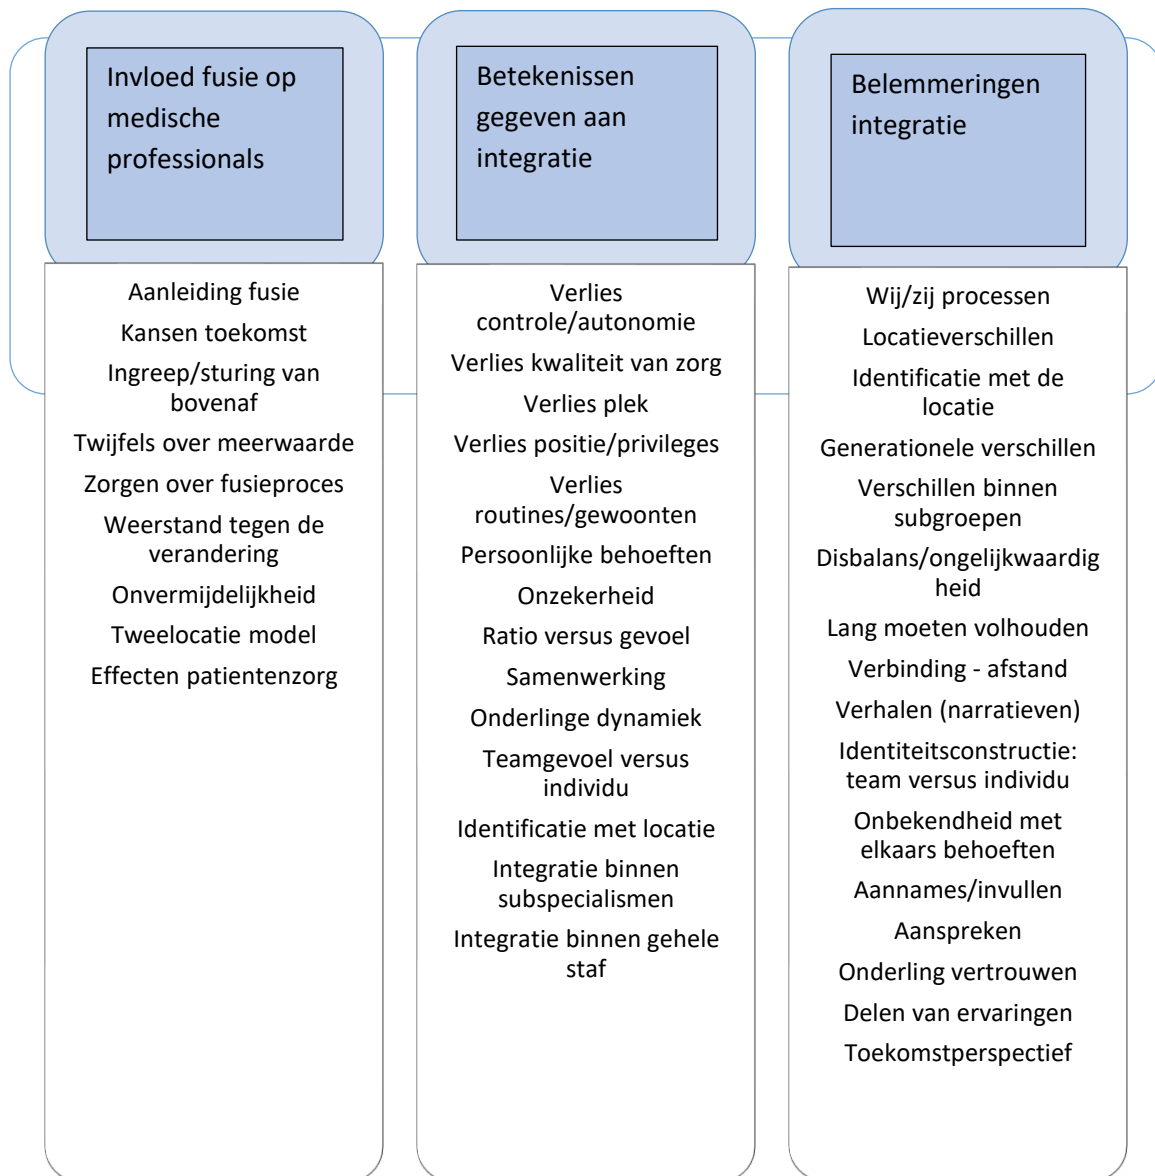 Invloed fusie op
medische
professionals
Aanleiding fusie
Kansen toekomst
Ingreep/sturing van
bovenaf
Twijfels over meerwaarde
Zorgen over fusieproces
Weerstand tegen de
verandering
Onvermijdelijkheid
Tweelocatie model
Effecten patientenzorg
Betekenissen
gegeven aan
integratie
Verlies
controle/autonomie
Verlies kwaliteit van zorg
Verlies plek
Verlies positie/privileges
Verlies
routines/gewoonten
Persoonlijke behoeften
Onzekerheid
Ratio versus gevoel
Samenwerking
Onderlinge dynamiek
Teamgevoel versus
individu
Identificatie met locatie
Integratie binnen
subspecialismen
Integratie binnen gehele
staf
Belemmeringen
integratie
Wij/zij processen
Locatieverschillen
Identificatie met de
locatie
Generationele verschillen
Verschillen binnen
subgroepen
Disbalans/ongelijkwaardig
heid
Lang moeten volhouden
Verbinding - afstand
Verhalen (narratieven)
Identiteitsconstructie:
team versus individu
Onbekendheid met
elkaars behoeften
Aannames/invullen
Aanspreken
Onderling vertrouwen
Delen van ervaringen
Toekomstperspectief